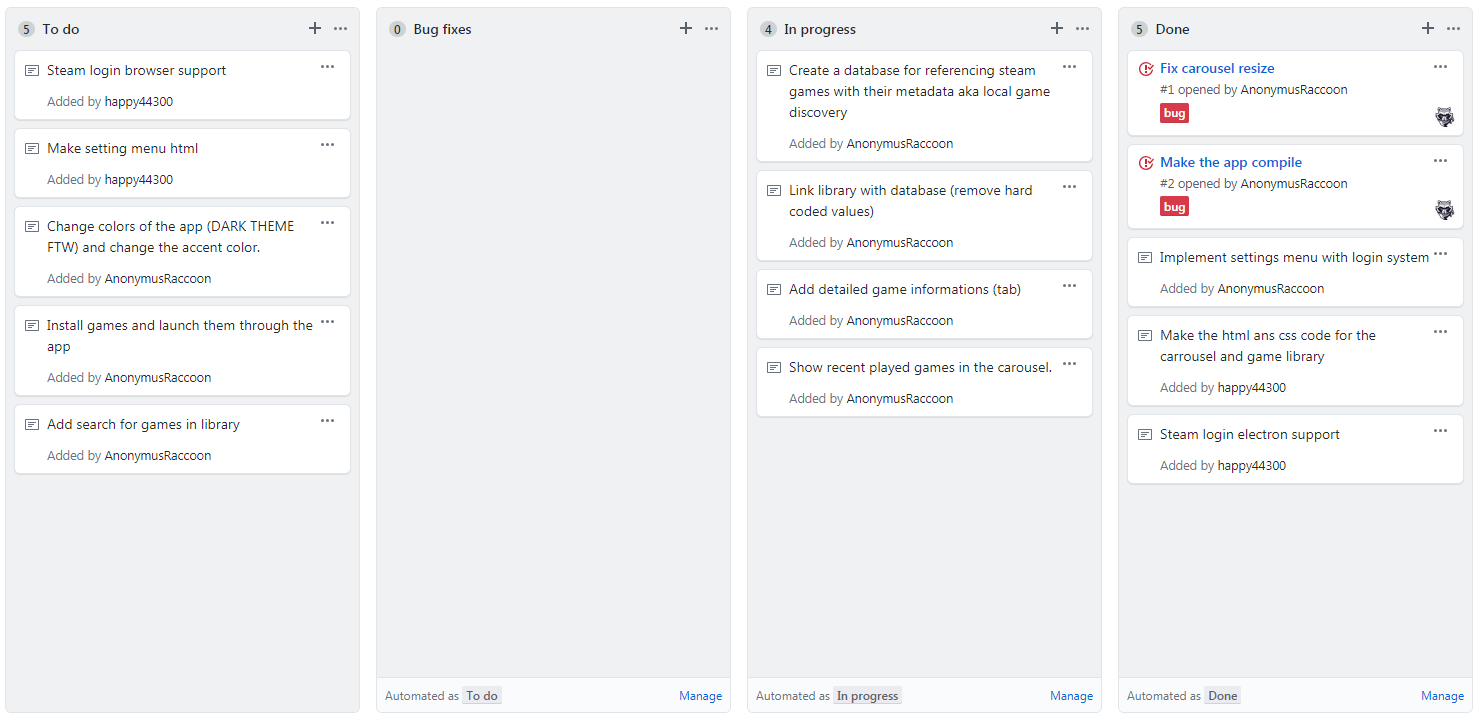 5 To do
Steam login browser support
Added by happy44300
Make setting menu html
Added by happy44300
Change colors of the app (DARK THEME
FTW) and change the accent color.
Added by AnonymusRaccoon
Install games and launch them through the
app
Added by AnonymusRaccoon
Add search for games in library
Added by AnonymusRaccoon
0 Bug fixes
Automated as To do Manage
4 In progress
Create a database for referencing steam
games with their metadata aka local game
discovery
Added by AnonymusRaccoon
Link library with database (remove hard
coded values)
Added by AnonymusRaccoon
Add detailed game informations (tab)
Added by AnonymusRaccoon
Show recent played games in the carousel.
Added by AnonymusRaccoon
Automated as In progress Manage
5 Done
Fix carousel resize
#1 opened by AnonymusRaccoon
bug
Make the app compile
#2 opened by AnonymusRaccoon
bug
Implement settings menu with login system
Added by AnonymusRaccoon
Make the html ans css code for the
carrousel and game library
Added by happy44300
Steam login electron support
Added by happy44300
Automated as Done Manage